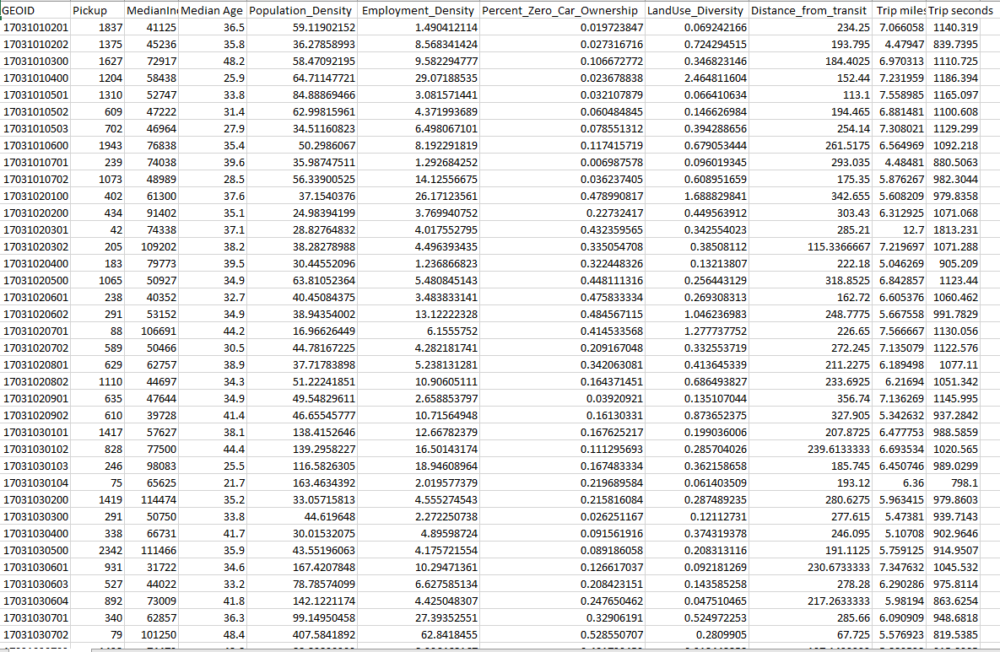 GEOID Pickup MedianInc Median Age Population_Density Employment_Density Percent_Zero_Car_Ownership LandUse_Diversity Distance_from_transit Trip miles Trip seconds
17031010201 1837 41125 36.5 59.11902152 1.490412114 0.019723847 0.069242166 234.25 7.066058 1140.319
17031010202 1375 45236 35.8 36.27858993 8.568341424 0.027316716 0.724294515 193.795 4.47947 839.7395
17031010300 1627 72917 48.2 58.47092195 9.582294777 0.106672772 0.346823146 184.4025 6.970313 1110.725
17031010400 1204 58438 25.9 64.71147721 29.07188535 0.023678838 2.464811604 152.44 7.231959 1186.394
17031010501 1310 52747 33.8 84.88869466 3.081571441 0.032107879 0.066410634 113.1 7.558985 1165.097
17031010502 609 47222 31.4 62.99815961 4.371993689 0.060484845 0.146626984 194.465 6.881481 1100.608
17031010503 702 46964 27.9 34.51160823 6.498067101 0.078551312 0.394288656 254.14 7.308021 1129.299
17031010600 1943 76838 35.4 50.2986067 8.192291819 0.117415719 0.679053444 261.5175 6.564969 1092.218
17031010701 239 74038 39.6 35.98747511 1.292684252 0.006987578 0.096019345 293.035 4.48481 880.5063
17031010702 1073 48989 28.5 56.33900525 14.12556675 0.036237405 0.608951659 175.35 5.876267 982.3044
17031020100 402 61300 37.6 37.1540376 26.17123561 0.478990817 1.688829841 342.655 5.608209 979.8358
17031020200 434 91402 35.1 24.98394199 3.769940752 0.22732417 0.449563912 303.43 6.312925 1071.068
17031020301 42 74338 37.1 28.82764832 4.017552795 0.432359565 0.342554023 285.21 12.7 1813.231
17031020302 205 109202 38.2 38.28278988 4.496393435 0.335054708 0.38508112 115.3366667 7.219697 1071.288
17031020400 183 79773 39.5 30.44552096 1.236866823 0.322448326 0.13213807 222.18 5.046269 905.209
17031020500 1065 50927 34.9 63.81052364 5.480845143 0.448111316 0.256443129 318.8525 6.842857 1123.44
17031020601 238 40352 32.7 40.45084375 3.483833141 0.475833334 0.269308313 162.72 6.605376 1060.462
17031020602 291 53152 34.9 38.94354002 13.12222328 0.484567115 1.046236983 248.7775 5.667558 991.7829
17031020701 88 106691 44.2 16.96626449 6.1555752 0.414533568 1.277737752 226.65 7.566667 1130.056
17031020702 589 50466 30.5 44.78167225 4.282181741 0.209167048 0.332553719 272.245 7.135079 1122.576
17031020801 629 62757 38.9 37.71783898 5.238131281 0.342063081 0.413645339 211.2275 6.189498 1077.11
17031020802 1110 44697 34.3 51.22241851 10.90605111 0.164371451 0.686493827 233.6925 6.21694 1051.342
17031020901 635 47644 34.9 49.54829611 2.658853797 0.03920921 0.135107044 356.74 7.136269 1145.995
17031020902 610 39728 41.4 46.65545777 10.71564948 0.16130331 0.873652375 327.905 5.342632 937.2842
17031030101 1417 57627 38.1 138.4152646 12.66782379 0.167625217 0.199036006 207.8725 6.477753 988.5859
17031030102 828 77500 44.4 139.2958227 16.50143174 0.111295693 0.285704026 239.6133333 6.693534 1020.565
17031030103 246 98083 25.5 116.5826305 18.94608964 0.167483334 0.362158658 185.745 6.450746 989.0299
17031030104 75 65625 21.7 163.4634392 2.019577379 0.219689584 0.061403509 193.12 6.36 798.1
17031030200 1419 114474 35.2 33.05715813 4.555274543 0.215816084 0.287489235 280.6275 5.963415 979.8603
17031030300 291 50750 33.8 44.619648 2.272250738 0.026251167 0.12112731 277.615 5.47381 939.7143
17031030400 338 66731 41.7 30.01532075 4.89598724 0.091561916 0.374319378 246.095 5.10708 902.9646
17031030500 2342 111466 35.9 43.55196063 4.175721554 0.089186058 0.208313116 191.1125 5.759125 914.9507
17031030601 931 31722 34.6 167.4207848 10.29471361 0.126617037 0.092181269 230.6733333 7.347632 1045.532
17031030603 527 44022 33.2 78.78574099 6.627585134 0.208423151 0.143585258 278.28 6.290286 975.8114
17031030604 892 73009 41.8 142.1221174 4.425048307 0.247650462 0.047510465 217.2633333 5.98194 863.6254
17031030701 340 62857 36.3 99.14950458 27.39352551 0.32906191 0.524972253 285.66 6.090909 948.6818
17031030702 79 101250 48.4 407.5841892 62.8418455 0.528550707 0.2809905 67.725 5.576923 819.5385